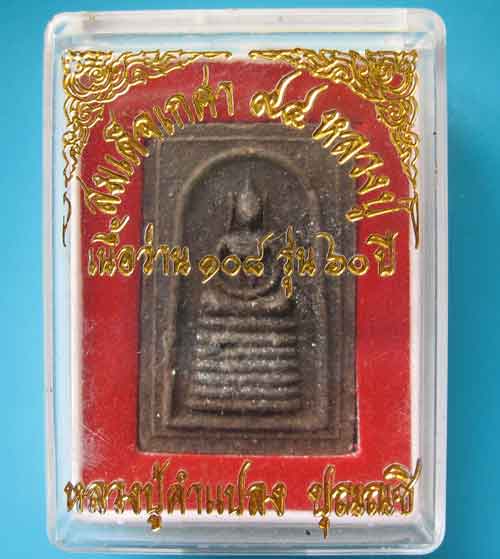 สมเด็จเกศา ๙๔ หลวงปู่
เนื้อว่าน ๑๐๘ รุ่น ๖๐ ปี
หลวงปู่คำแปลง ปุณณชิ